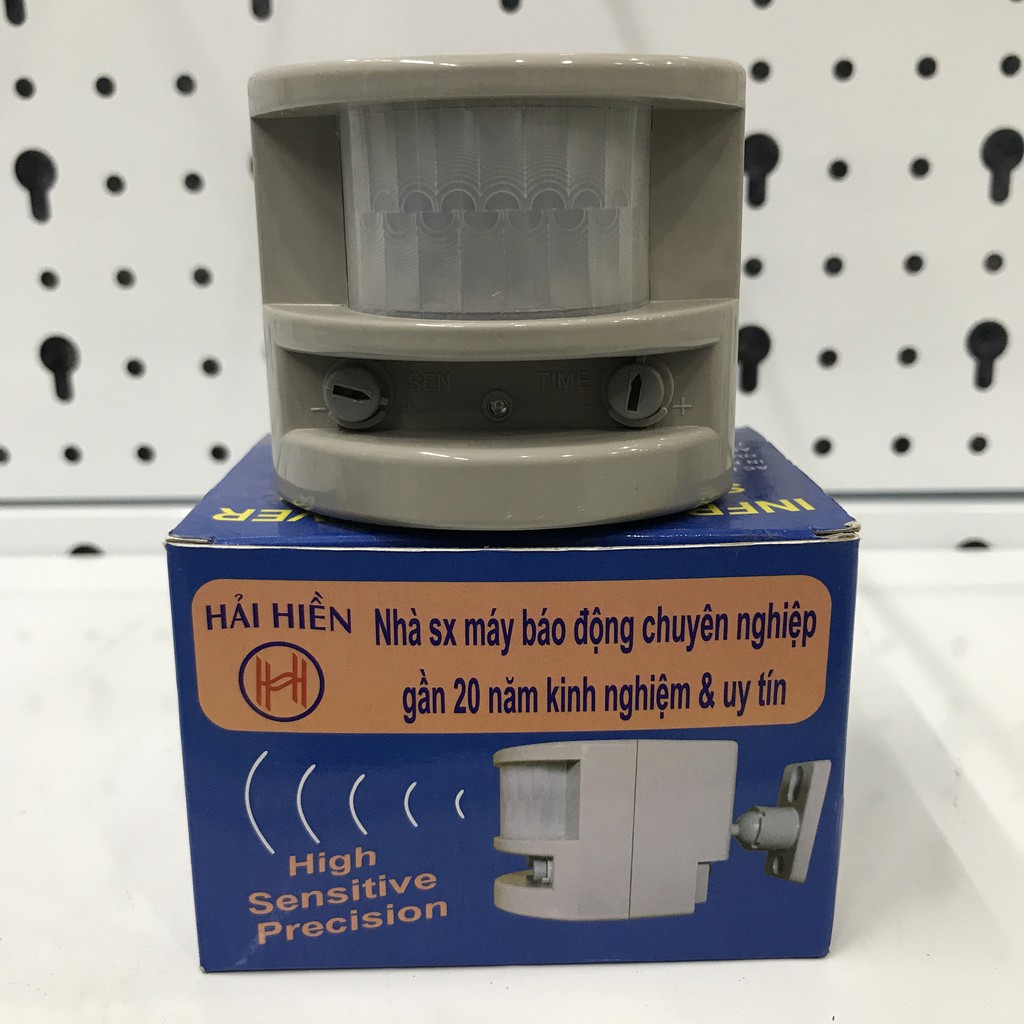 SEN TIME
- + +
HẢI HIỀN
Nhà sx máy báo động chuyên nghiệp
gần 20 năm kinh nghiệm & uy tín
High
Sensitive
Precision